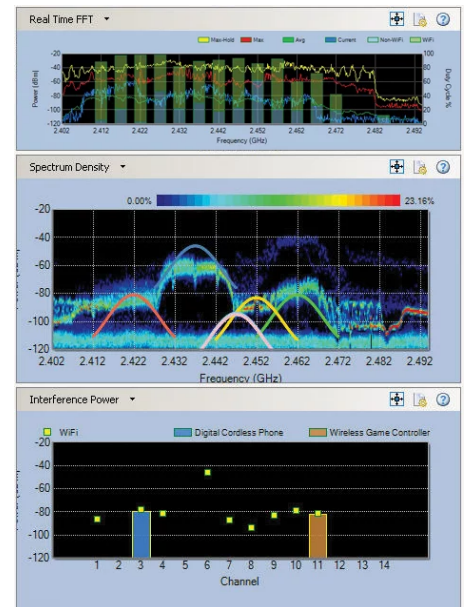 Real Time FFT
Max-Hold Max Avg Current Non-WiFi WiFi
-20 100
-40 80
-60 60
-80 40
-100 20
-120 0
Power (dBm)
Duty Cycle %
2.402 2.412 2.422 2.432 2.442 2.452 2.462 2.472 2.482 2.492
Frequency (GHz)
Spectrum Density
0.00% 23.16%
-20
-40
-60
-80
-100
-120
2.402 2.412 2.422 2.432 2.442 2.452 2.462 2.472 2.482 2.492
Frequency (GHz)
Interference Power
-20 WiFi Digital Cordless Phone Wireless Game Controller
-40
-60
-80
-100
-120
1 2 3 4 5 6 7 8 9 10 11 12 13 14
Channel